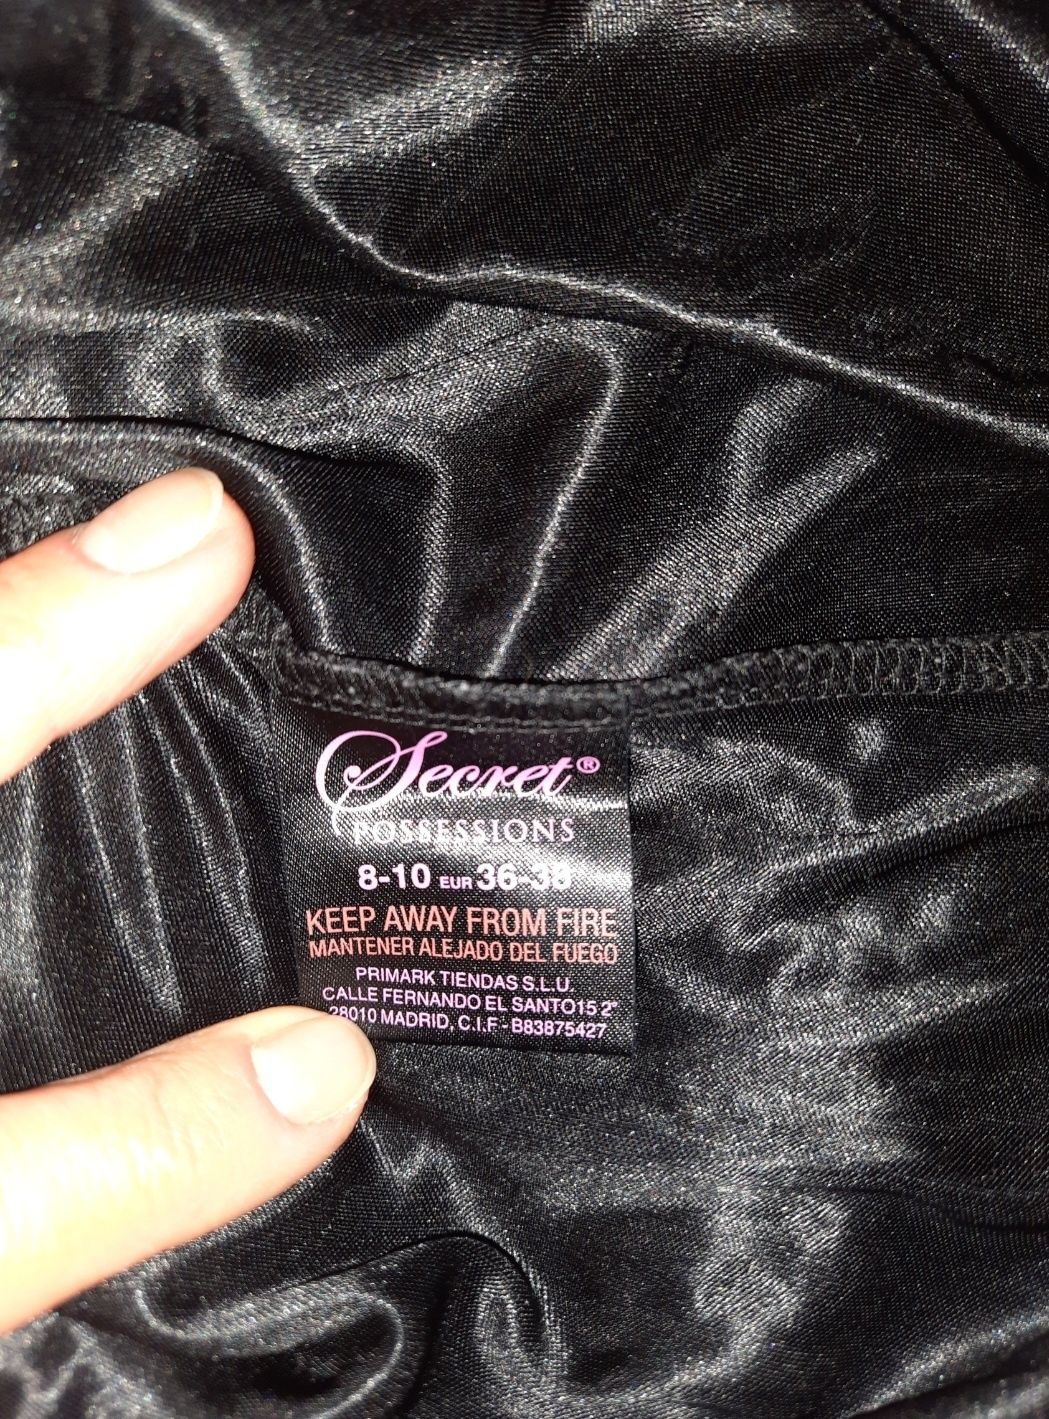 Secret®
POSSESSIONS
8-10 EUR 36-38
KEEP AWAY FROM FIRE
MANTENER ALEJADO DEL FUEGO
PRIMARK TIENDAS S.L.U.
CALLE FERNANDO EL SANTO15 2°
28010 MADRID, C.I.F - B83875427